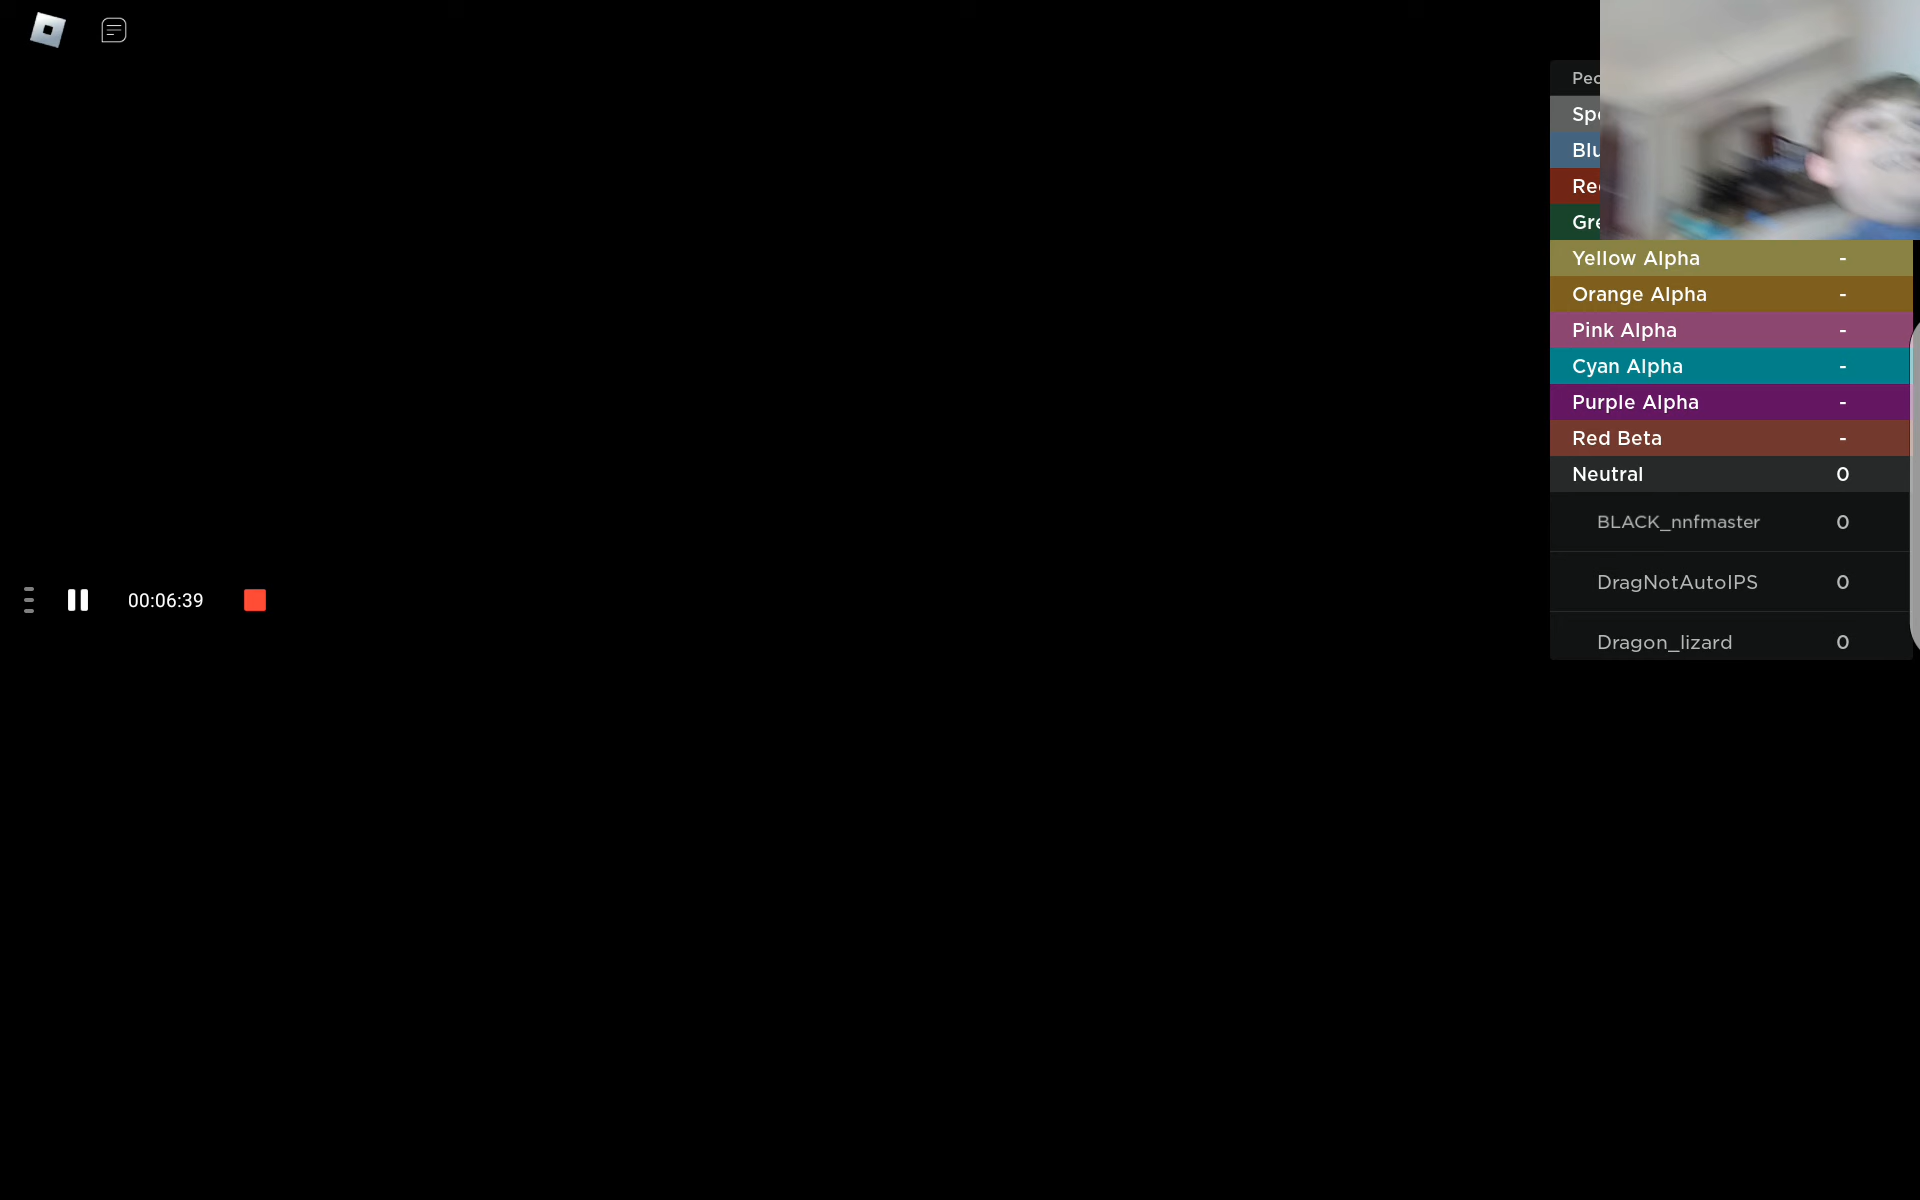 Yellow Alpha -
Orange Alpha -
Pink Alpha -
Cyan Alpha -
Purple Alpha -
Red Beta -
Neutral 0
BLACK_nnfmaster 0
DragNotAutoIPS 0
Dragon_lizard 0
00:06:39